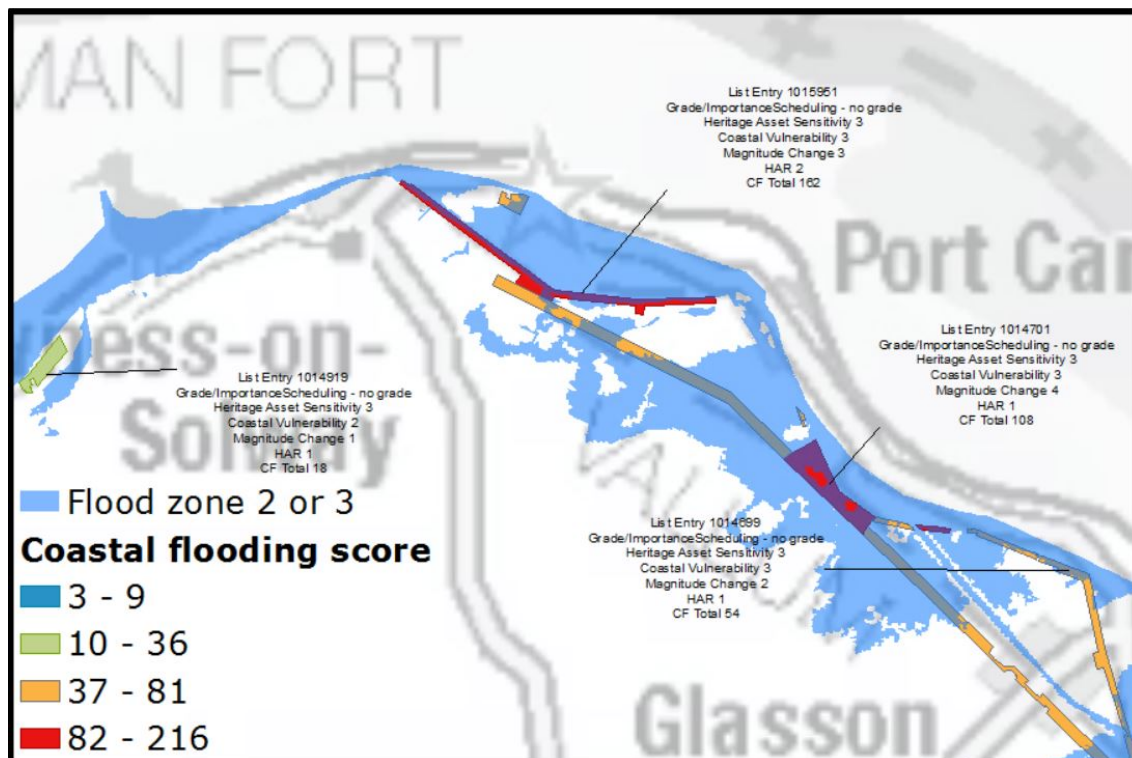 MAN FORT
List Entry 1015951
Grade/ImportanceScheduling - no grade
Heritage Asset Sensitivity 3
Coastal Vulnerability 3
Magnitude Change 3
HAR 2
CF Total 162
Port Car
List Entry 1014701
Grade/ImportanceScheduling - no grade
Heritage Asset Sensitivity 3
Coastal Vulnerability 3
Magnitude Change 4
HAR 1
CF Total 108
wness-on-
Solway
List Entry 1014919
Grade/ImportanceScheduling - no grade
Heritage Asset Sensitivity 3
Coastal Vulnerability 2
Magnitude Change 1
HAR 1
CF Total 18
VALLUM
List Entry 1014699
Grade/ImportanceScheduling - no grade
Heritage Asset Sensitivity 3
Coastal Vulnerability 3
Magnitude Change 2
HAR 1
CF Total 54
Glasson
Flood zone 2 or 3
Coastal flooding score
3 - 9
10 - 36
37 - 81
82 - 216